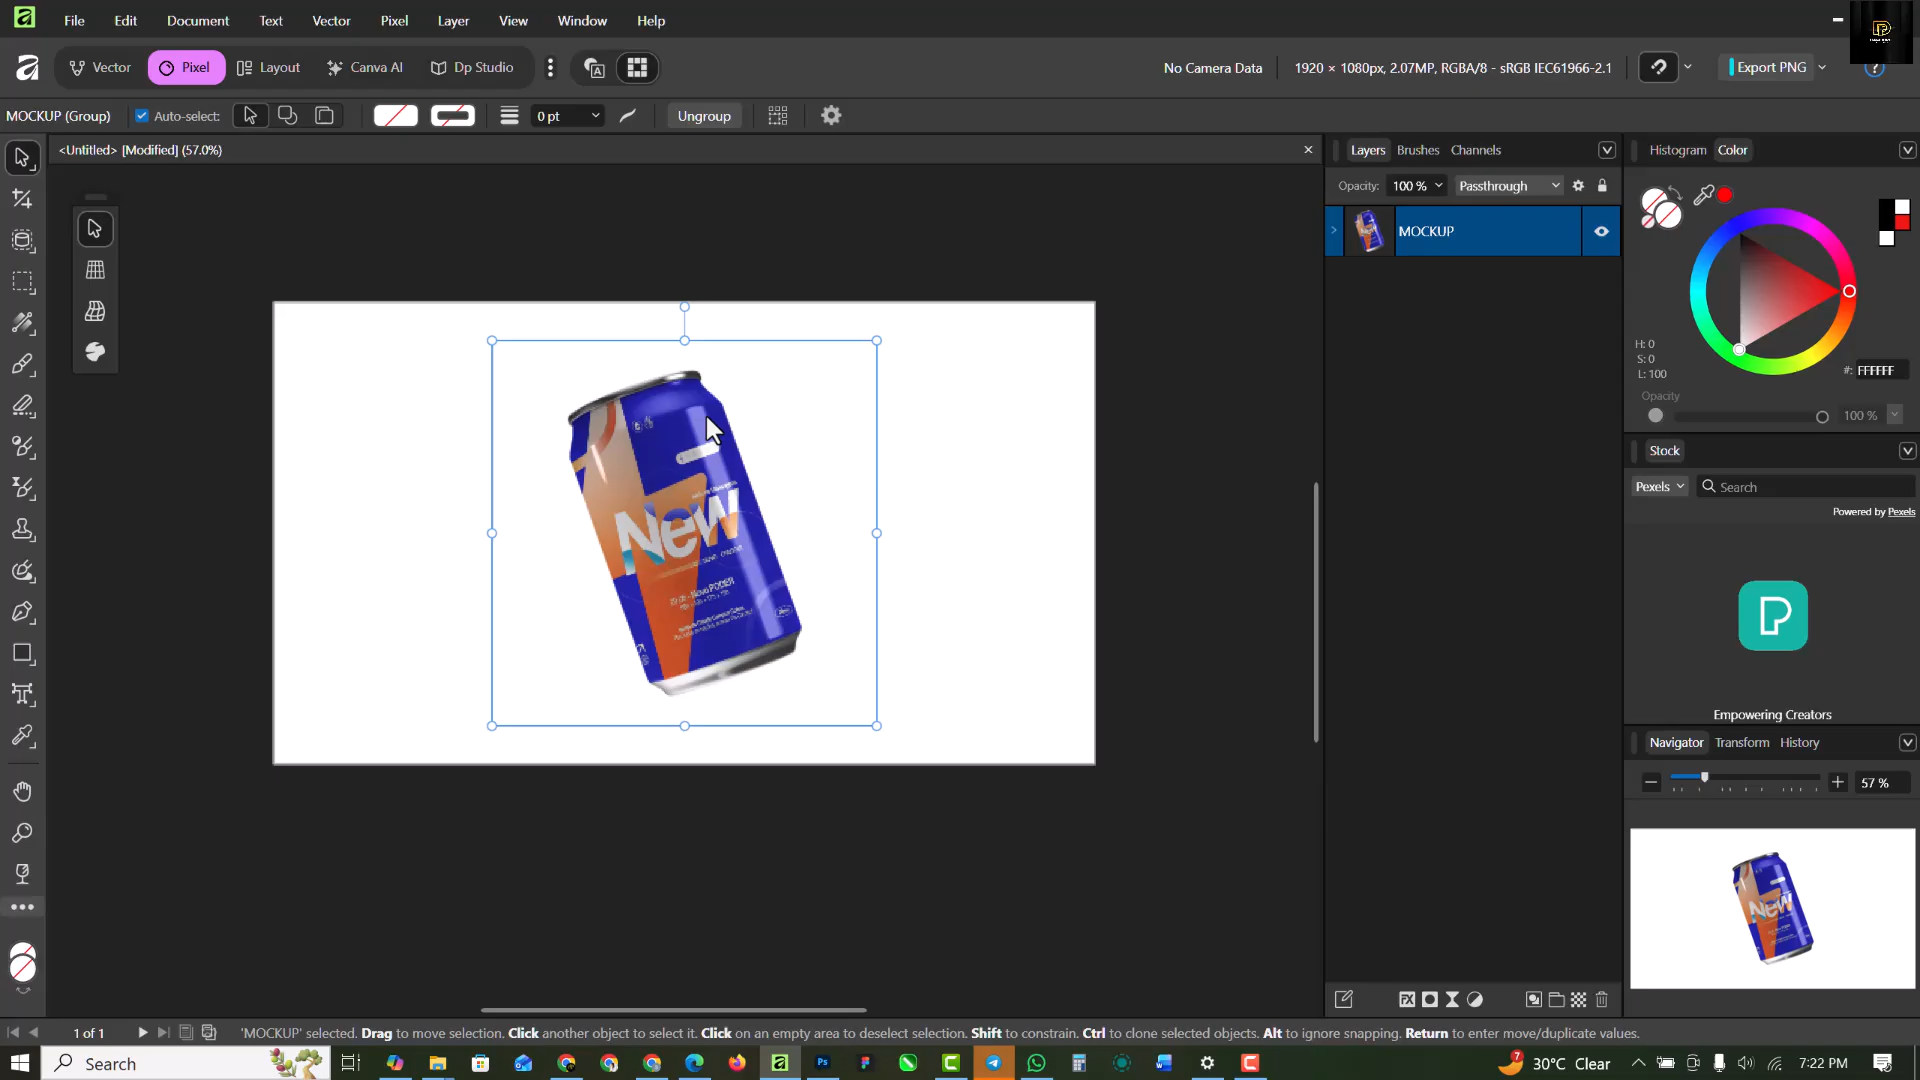 File Edit Document Text Vector Pixel Layer View Window Help
Vector Pixel Layout Canva AI Dp Studio
No Camera Data 1920 × 1080px, 2.07MP, RGBA/8 - sRGB IEC61966-2.1 Export PNG ?
MOCKUP (Group) Auto-select: 0 pt Ungroup
<Untitled> [Modified] (57.0%)
Layers Brushes Channels
Opacity: 100 % Passthrough
MOCKUP
Histogram Color
H: 0
S: 0
L: 100
#: FFFFFF
Opacity
100 %
Stock
Pexels Search
Powered by Pexels
Empowering Creators
Navigator Transform History
57 %
New
1 of 1
'MOCKUP' selected. Drag to move selection. Click another object to select it. Click on an empty area to deselect selection. Shift to constrain. Ctrl to clone selected objects. Alt to ignore snapping. Return to enter move/duplicate values.
Search
7
30°C Clear
7:22 PM